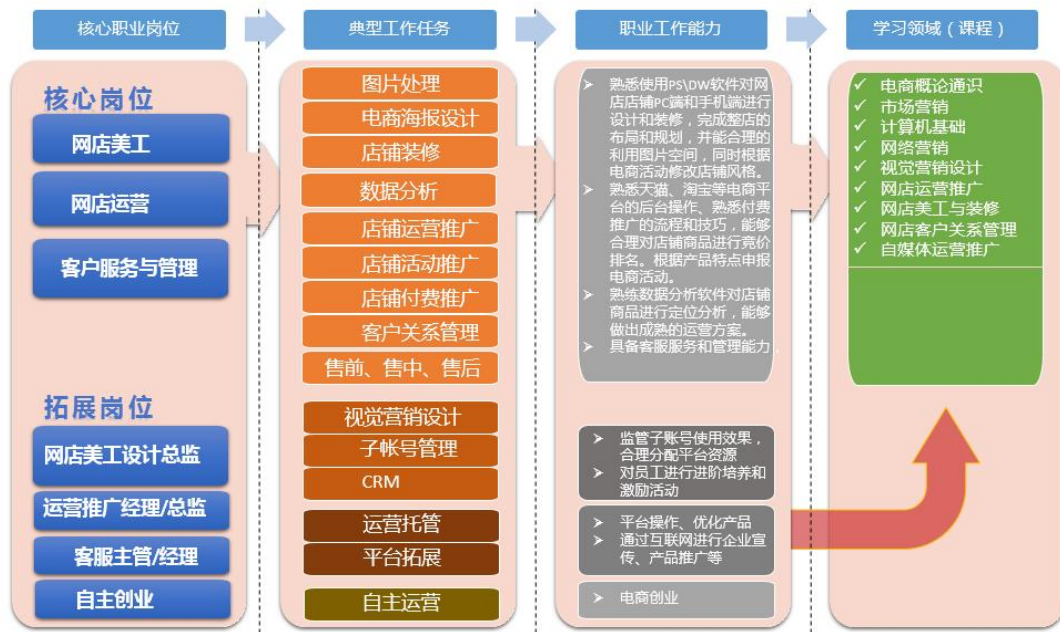 核心职业岗位
典型工作任务
职业工作能力
学习领域（课程）
核心岗位
网店美工
网店运营
客户服务与管理
拓展岗位
网店美工设计总监
运营推广经理/总监
客服主管/经理
自主创业
图片处理
电商海报设计
店铺装修
数据分析
店铺运营推广
店铺活动推广
店铺付费推广
客户关系管理
售前、售中、售后
视觉营销设计
子帐号管理
CRM
运营托管
平台拓展
自主运营
熟悉使用PS\DW软件对网
店店铺PC端和手机端进行
设计和装修，完成整店的
布局和规划，并能合理的
利用图片空间，同时根据
电商活动修改店铺风格。
熟悉天猫、淘宝等电商平
台的后台操作、熟悉付费
推广的流程和技巧，能够
合理对店铺商品进行竞价
排名。根据产品特点申报
电商活动。
熟练数据分析软件对店铺
商品进行定位分析，能够
做出成熟的运营方案。
具备客服服务和管理能力，
监管子账号使用效果，
合理分配平台资源
对员工进行进阶培养和
激励活动
平台操作、优化产品
通过互联网进行企业宣
传、产品推广等
电商创业
电商概论通识
市场营销
计算机基础
网络营销
视觉营销设计
网店运营推广
网店美工与装修
网店客户关系管理
自媒体运营推广